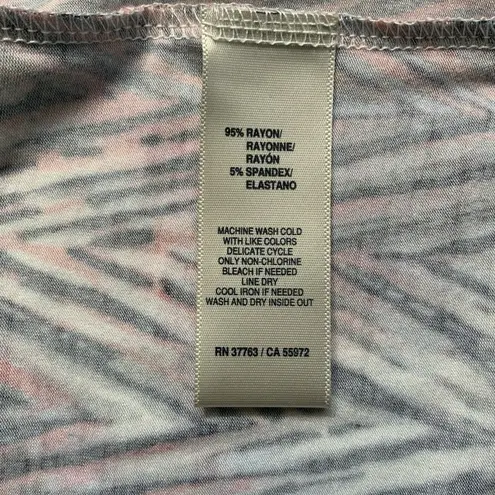 95% RAYON/
RAYONNE/
RAYÓN
5% SPANDEX/
ELASTANO
MACHINE WASH COLD
WITH LIKE COLORS
DELICATE CYCLE
ONLY NON-CHLORINE
BLEACH IF NEEDED
LINE DRY
COOL IRON IF NEEDED
WASH AND DRY INSIDE OUT
RN 37763 / CA 55972